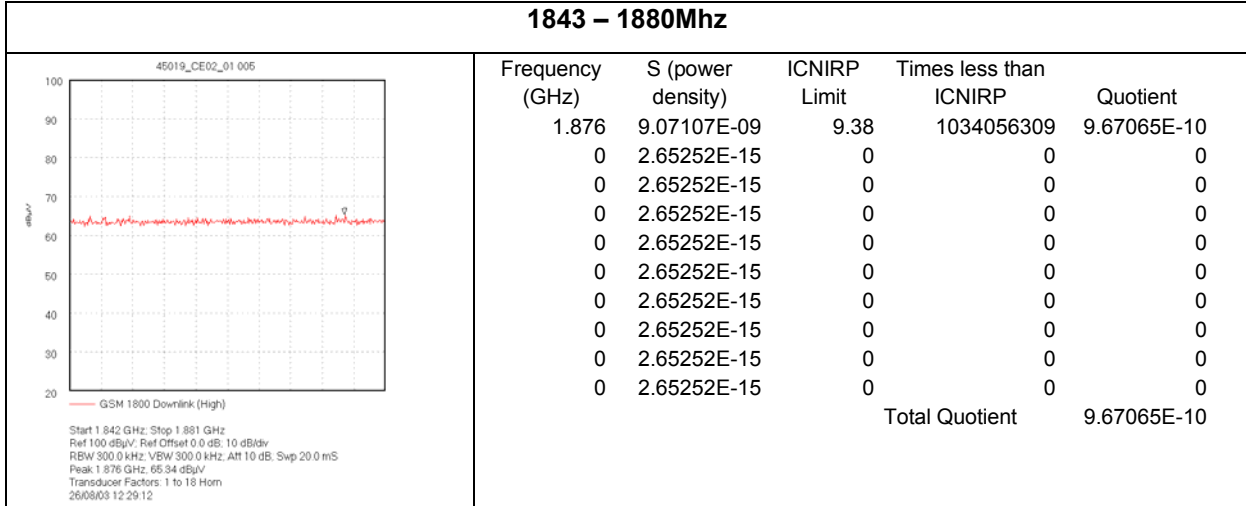 1843 – 1880Mhz
45019_CE02_01 005
100
90
80
70
60
50
40
30
20
dBµV
GSM 1800 Downlink (High)
Start 1.842 GHz; Stop 1.881 GHz
Ref 100 dBµV; Ref Offset 0.0 dB; 10 dB/div
RBW 300.0 kHz; VBW 300.0 kHz; Att 10 dB; Swp 20.0 mS
Peak 1.876 GHz, 65.34 dBµV
Transducer Factors: 1 to 18 Horn
26/08/03 12:29:12
Frequency (GHz) S (power density) ICNIRP Limit Times less than ICNIRP Quotient
1.876 9.07107E-09 9.38 1034056309 9.67065E-10
0 2.65252E-15 0 0 0
0 2.65252E-15 0 0 0
0 2.65252E-15 0 0 0
0 2.65252E-15 0 0 0
0 2.65252E-15 0 0 0
0 2.65252E-15 0 0 0
0 2.65252E-15 0 0 0
0 2.65252E-15 0 0 0
0 2.65252E-15 0 0 0
Total Quotient 9.67065E-10